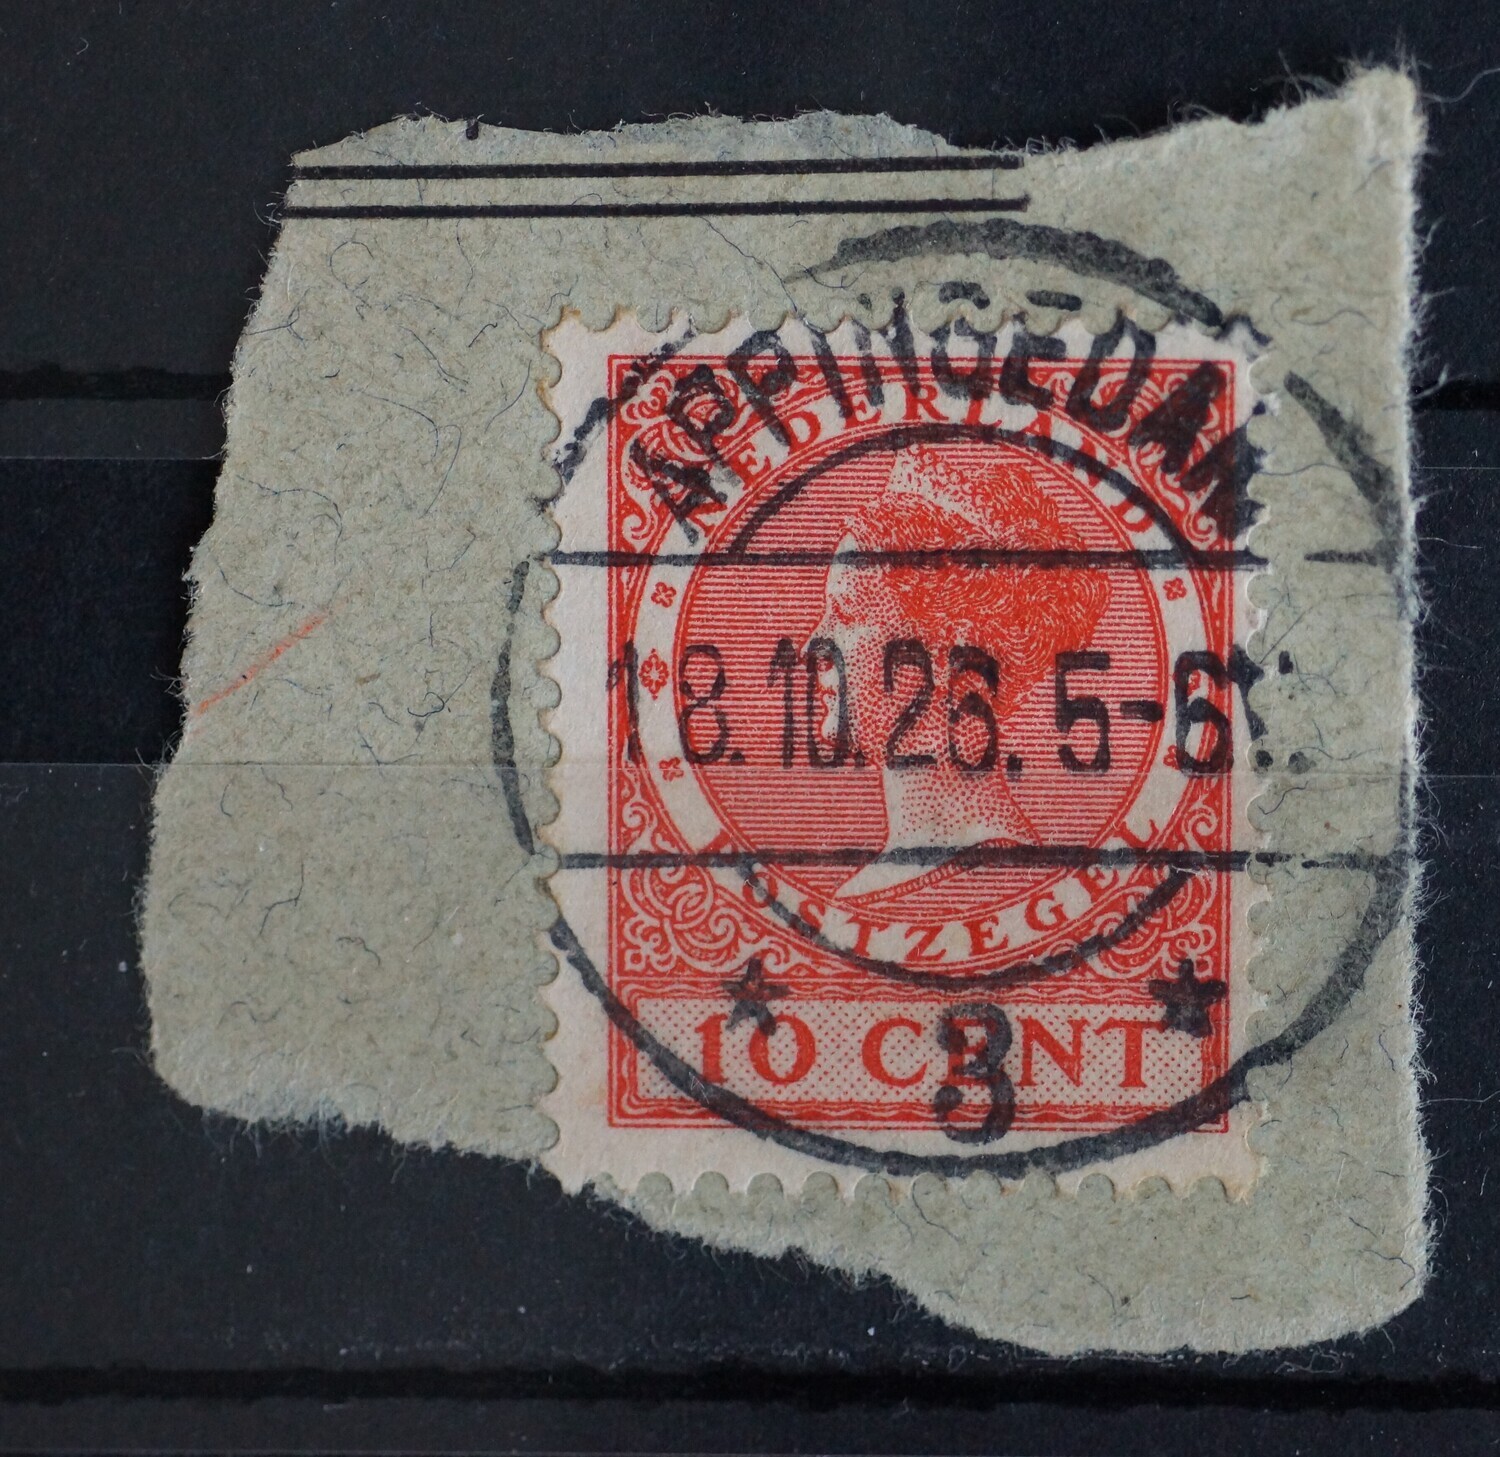 APPINGEDAM
NEDERLAND
18.10.26. 5-6N.
POSTZEGEL
10 CENT
3